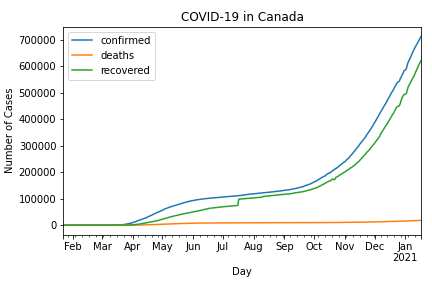 COVID-19 in Canada
confirmed
deaths
recovered
Number of Cases
700000
600000
500000
400000
300000
200000
100000
0
Feb Mar Apr May Jun Jul Aug Sep Oct Nov Dec Jan
2021
Day